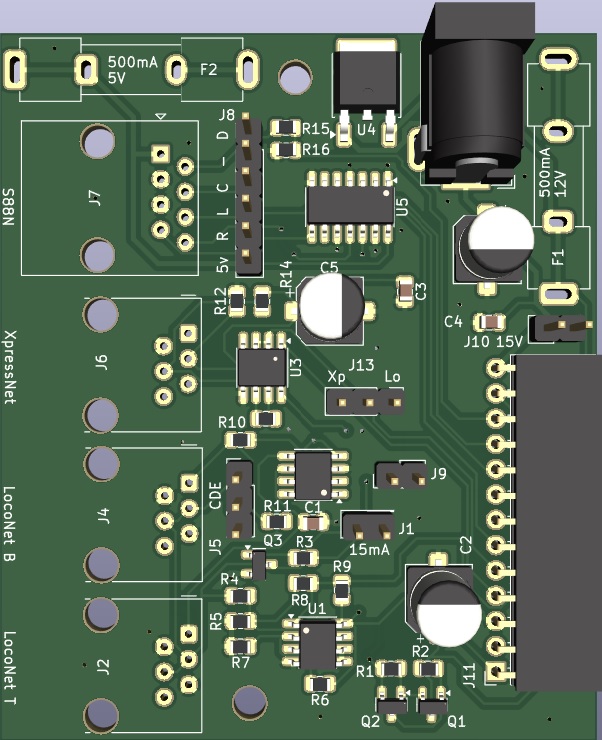 500mA
5V
F2
J8
D
–
C
L
R
5v
R15
R16
U4
U5
500mA
12V
F1
S88N
J7
R12
R14
+
C5
C3
C4
J10 15V
XpressNet
J6
U3
J13
Xp
Lo
R10
LocoNet B
J4
CDE
J5
R11
C1
Q3
J9
J1
15mA
C2
+
R3
R4
R8
R9
R5
R7
U1
R6
LocoNet T
J2
R1
R2
J11
Q2
Q1